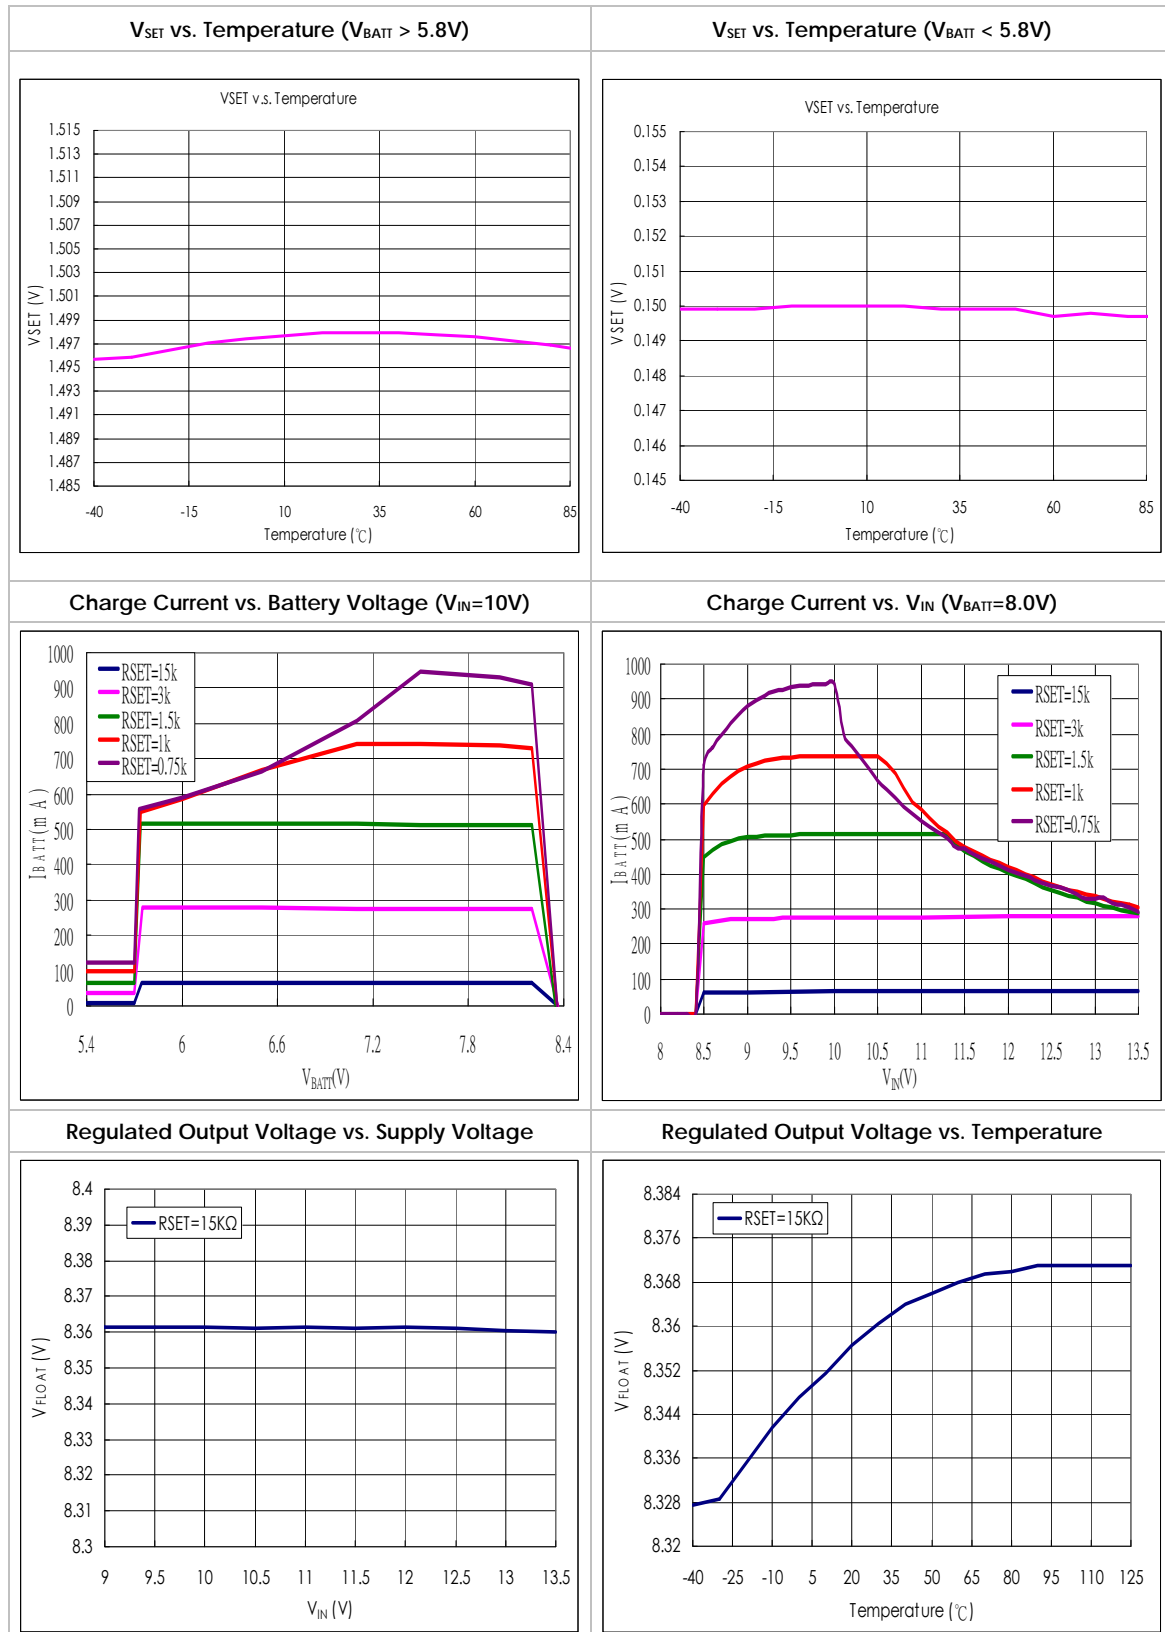 VSET vs. Temperature (VBATT > 5.8V)
VSET vs. Temperature (VBATT < 5.8V)
VSET v.s. Temperature
1.515
1.513
1.511
1.509
1.507
1.505
1.503
1.501
1.499
1.497
1.495
1.493
1.491
1.489
1.487
1.485
VSET (V)
-40 -15 10 35 60 85
Temperature (℃)
VSET vs. Temperature
0.155
0.154
0.153
0.152
0.151
0.150
0.149
0.148
0.147
0.146
0.145
VSET (V)
-40 -15 10 35 60 85
Temperature (℃)
Charge Current vs. Battery Voltage (VIN=10V)
Charge Current vs. VIN (VBATT=8.0V)
1000
900
800
700
600
500
400
300
200
100
0
IBATT(mA)
RSET=15k
RSET=3k
RSET=1.5k
RSET=1k
RSET=0.75k
5.4 6 6.6 7.2 7.8 8.4
VBATT(V)
1000
900
800
700
600
500
400
300
200
100
0
IBATT(mA)
RSET=15k
RSET=3k
RSET=1.5k
RSET=1k
RSET=0.75k
8 8.5 9 9.5 10 10.5 11 11.5 12 12.5 13 13.5
VIN(V)
Regulated Output Voltage vs. Supply Voltage
Regulated Output Voltage vs. Temperature
8.4
8.39
8.38
8.37
8.36
8.35
8.34
8.33
8.32
8.31
8.3
VFLOAT (V)
RSET=15KΩ
9 9.5 10 10.5 11 11.5 12 12.5 13 13.5
VIN (V)
8.384
8.376
8.368
8.36
8.352
8.344
8.336
8.328
8.32
VFLOAT (V)
RSET=15KΩ
-40 -25 -10 5 20 35 50 65 80 95 110 125
Temperature (℃)